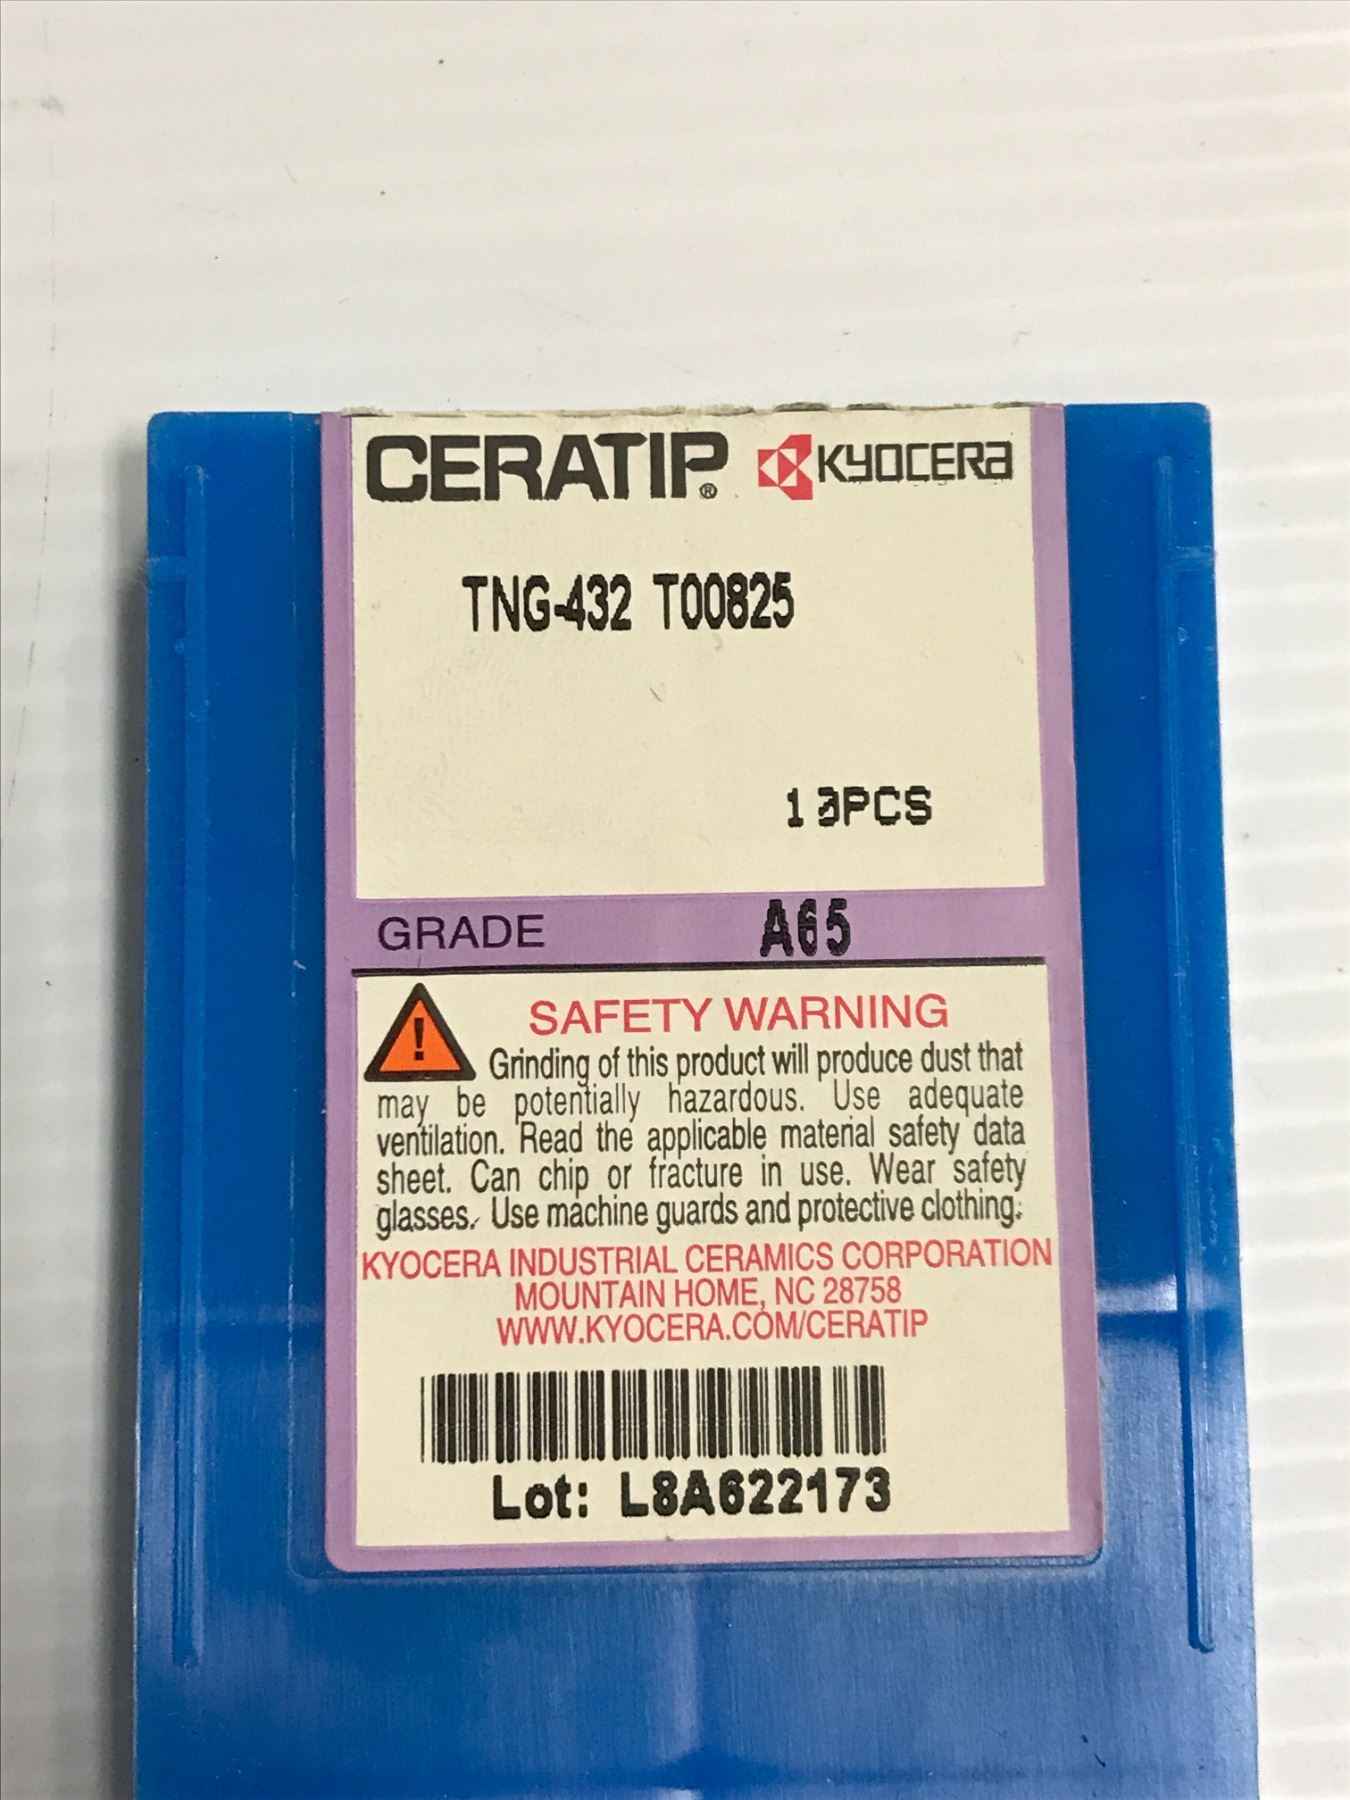 CERATIP® KYOCERA
TNG-432 T00825
10PCS
GRADE A65
!
SAFETY WARNING
Grinding of this product will produce dust that
may be potentially hazardous. Use adequate
ventilation. Read the applicable material safety data
sheet. Can chip or fracture in use. Wear safety
glasses. Use machine guards and protective clothing.
KYOCERA INDUSTRIAL CERAMICS CORPORATION
MOUNTAIN HOME, NC 28758
WWW.KYOCERA.COM/CERATIP
Lot: L8A622173